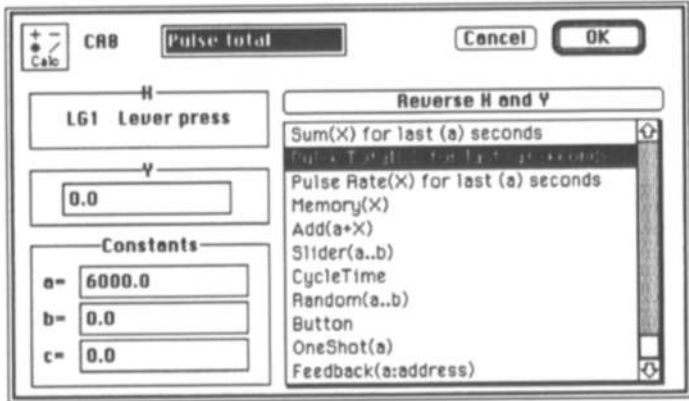 + −
* /
Calc
CA8
Pulse total
Cancel
OK
X
LG1 Lever press
Y
0.0
Constants
a= 6000.0
b= 0.0
c= 0.0
Reverse X and Y
Sum(X) for last (a) seconds
Pulse Total
Pulse Rate(X) for last (a) seconds
Memory(X)
Add(a+X)
Slider(a..b)
CycleTime
Random(a..b)
Button
OneShot(a)
Feedback(a:address)